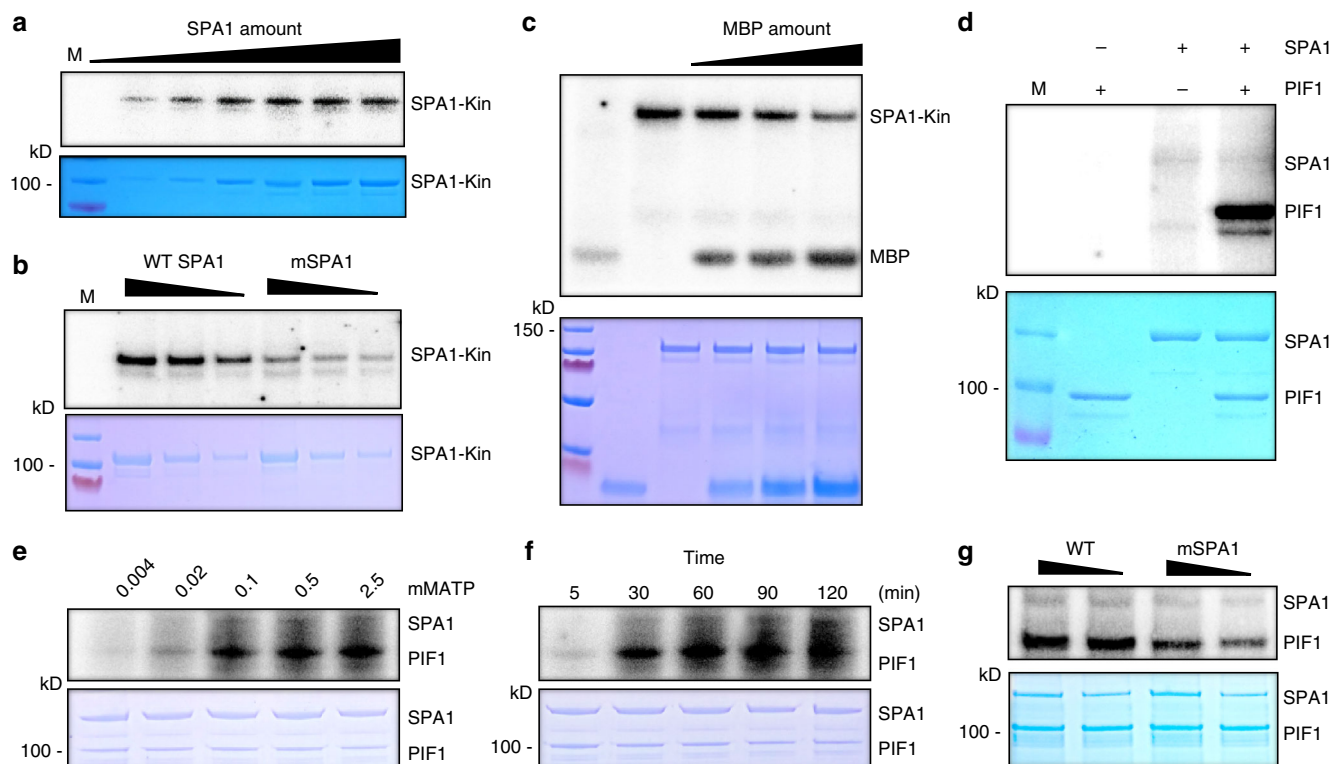 a
SPA1 amount
M
SPA1-Kin
kD
100 -
SPA1-Kin
b
WT SPA1 mSPA1
M
SPA1-Kin
kD
100 -
SPA1-Kin
c
MBP amount
SPA1-Kin
MBP
kD
150 -
d
– + + SPA1
M + – + PIF1
SPA1
PIF1
kD
SPA1
100 -
PIF1
e
0.004 0.02 0.1 0.5 2.5 mMATP
SPA1
PIF1
kD
SPA1
100 -
PIF1
f
Time
5 30 60 90 120 (min)
SPA1
PIF1
kD
SPA1
100 -
PIF1
g
WT mSPA1
SPA1
PIF1
kD
SPA1
100 -
PIF1